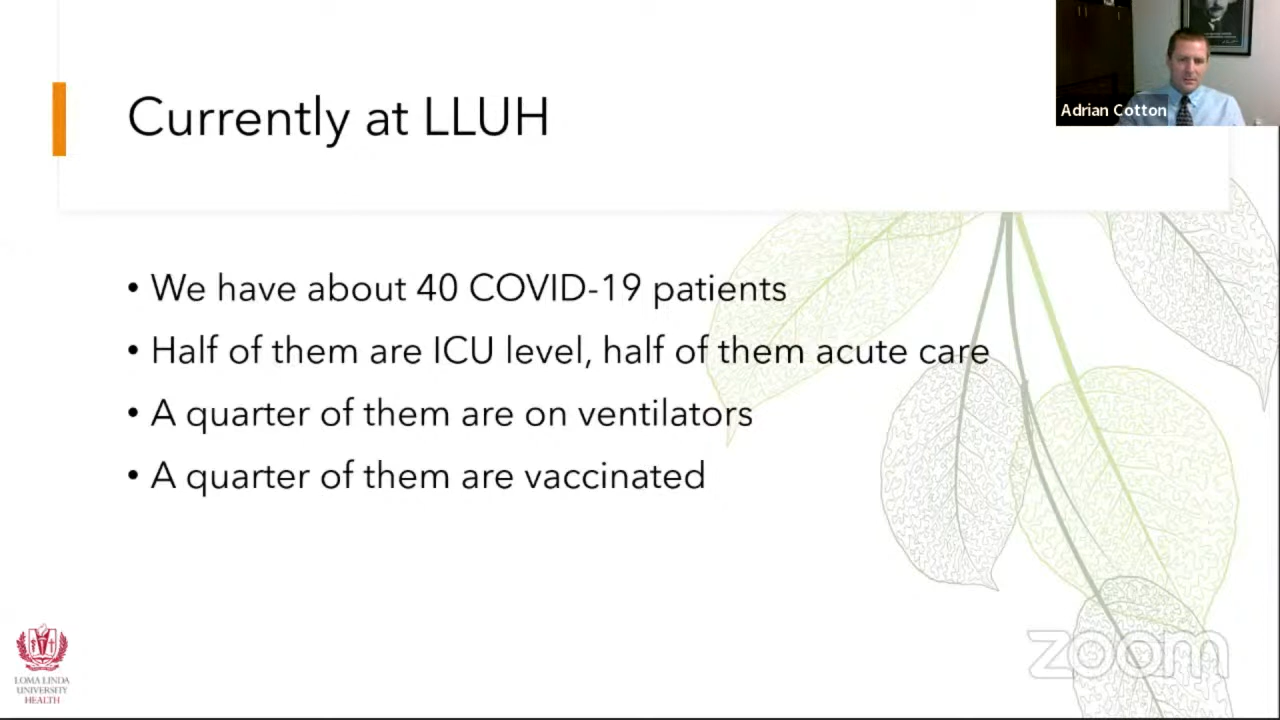 Currently at LLUH
Adrian Cotton
• We have about 40 COVID-19 patients
• Half of them are ICU level, half of them acute care
• A quarter of them are on ventilators
• A quarter of them are vaccinated
LOMA LINDA
UNIVERSITY
HEALTH
zoom